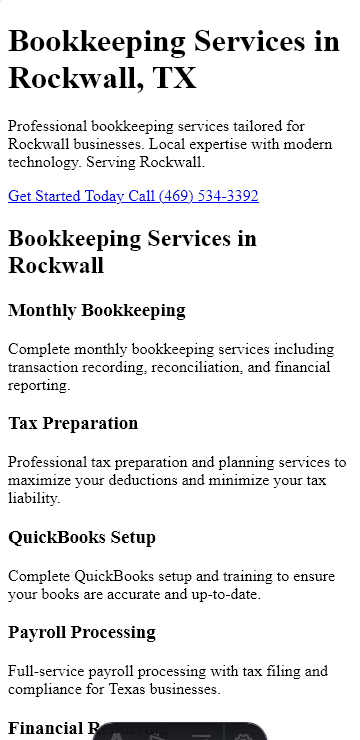 Bookkeeping Services in
Rockwall, TX
Professional bookkeeping services tailored for
Rockwall businesses. Local expertise with modern
technology. Serving Rockwall.
Get Started Today Call (469) 534-3392
Bookkeeping Services in
Rockwall
Monthly Bookkeeping
Complete monthly bookkeeping services including
transaction recording, reconciliation, and financial
reporting.
Tax Preparation
Professional tax preparation and planning services to
maximize your deductions and minimize your tax
liability.
QuickBooks Setup
Complete QuickBooks setup and training to ensure
your books are accurate and up-to-date.
Payroll Processing
Full-service payroll processing with tax filing and
compliance for Texas businesses.
Financial